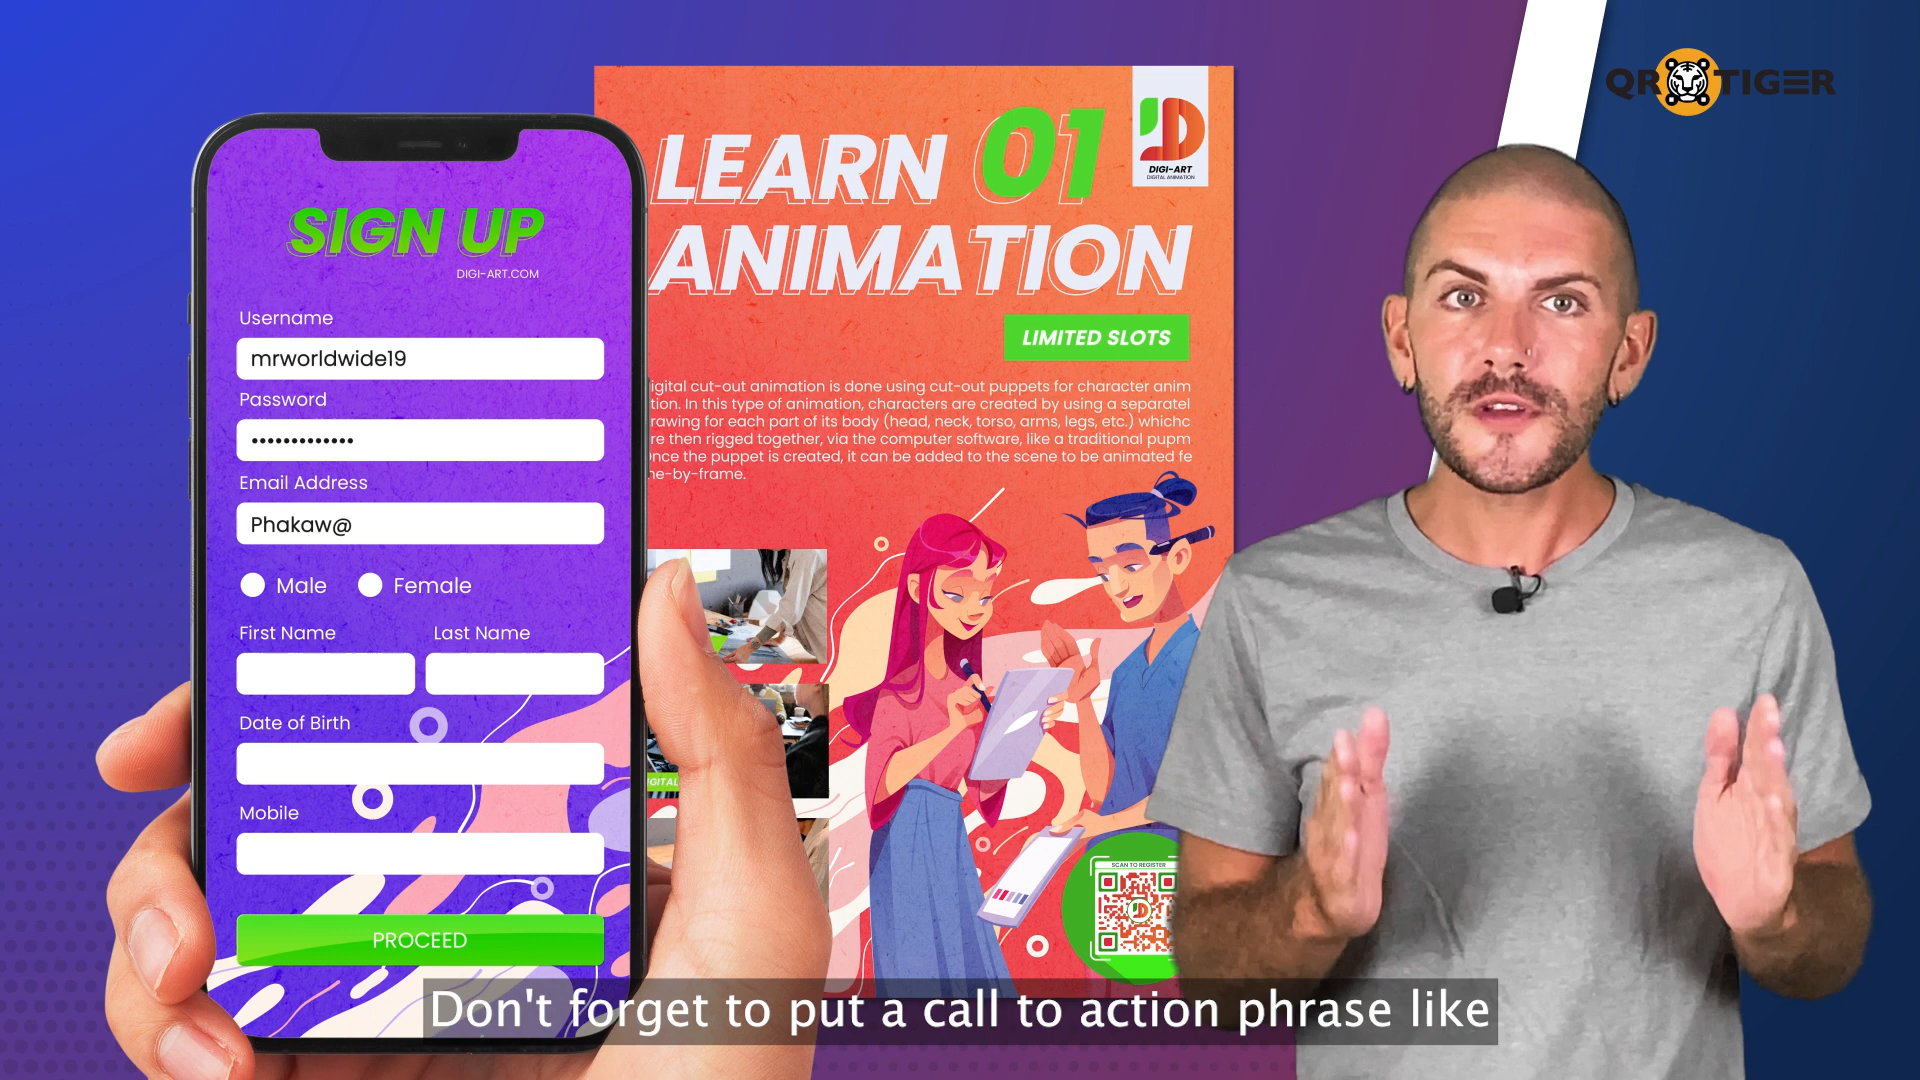 QR TIGER
LEARN 01
ANIMATION
DIGI-ART
DIGITAL ANIMATION
LIMITED SLOTS
igital cut-out animation is done using cut-out puppets for character anim
tion. In this type of animation, characters are created by using a separatel
rawing for each part of its body (head, neck, torso, arms, legs, etc.) whichc
re then rigged together, via the computer software, like a traditional pupm
nce the puppet is created, it can be added to the scene to be animated fe
me-by-frame.
IGITAL
SCAN TO REGISTER
SIGN UP
DIGI-ART.COM
Username
mrworldwide19
Password
•••••••••••••
Email Address
Phakaw@
Male Female
First Name Last Name
Date of Birth
Mobile
PROCEED
Don't forget to put a call to action phrase like